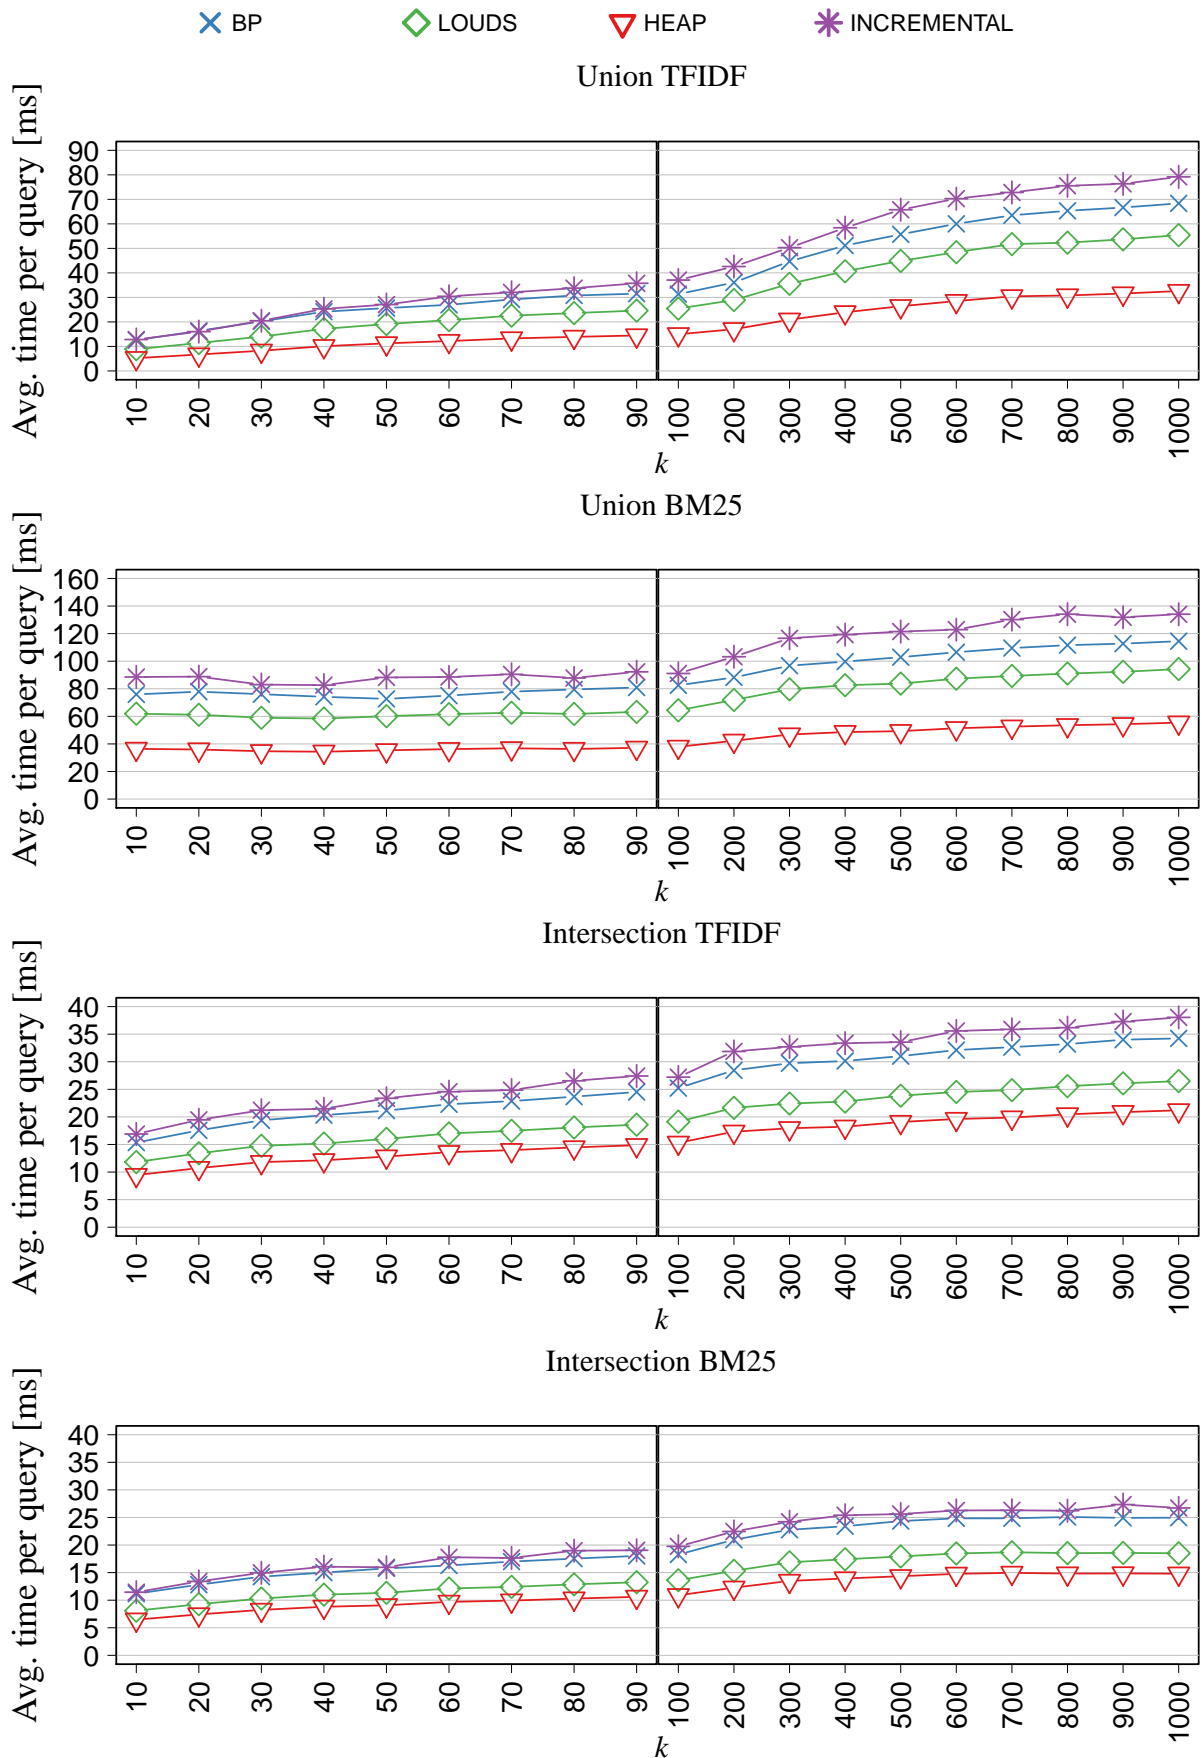 BP LOUDS HEAP INCREMENTAL
Union TFIDF
Avg. time per query [ms]
90
80
70
60
50
40
30
20
10
0
10 20 30 40 50 60 70 80 90 100 200 300 400 500 600 700 800 900 1000
k
Union BM25
Avg. time per query [ms]
160
140
120
100
80
60
40
20
0
10 20 30 40 50 60 70 80 90 100 200 300 400 500 600 700 800 900 1000
k
Intersection TFIDF
Avg. time per query [ms]
40
35
30
25
20
15
10
5
0
10 20 30 40 50 60 70 80 90 100 200 300 400 500 600 700 800 900 1000
k
Intersection BM25
Avg. time per query [ms]
40
35
30
25
20
15
10
5
0
10 20 30 40 50 60 70 80 90 100 200 300 400 500 600 700 800 900 1000
k